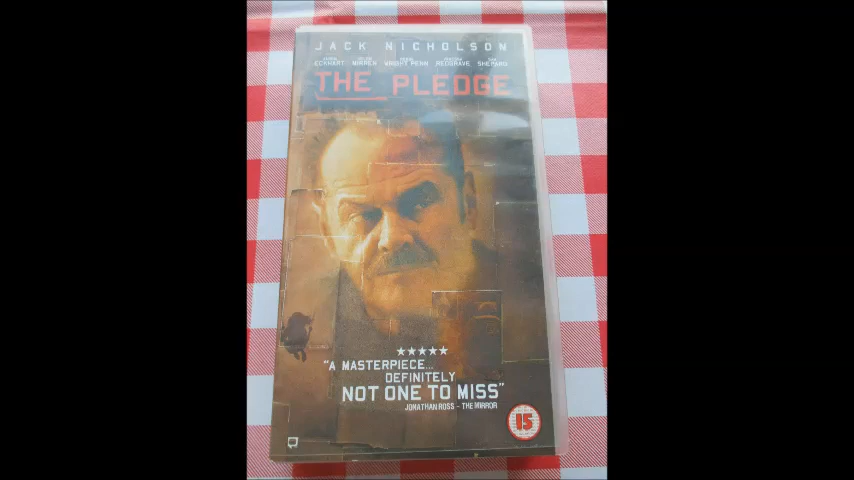 JACK NICHOLSON
ECKHART MIRREN WRIGHT PENN REDGRAVE SHEPARD
THE PLEDGE
★★★★★
"A MASTERPIECE...
DEFINITELY
NOT ONE TO MISS"
JONATHAN ROSS - THE MIRROR
15